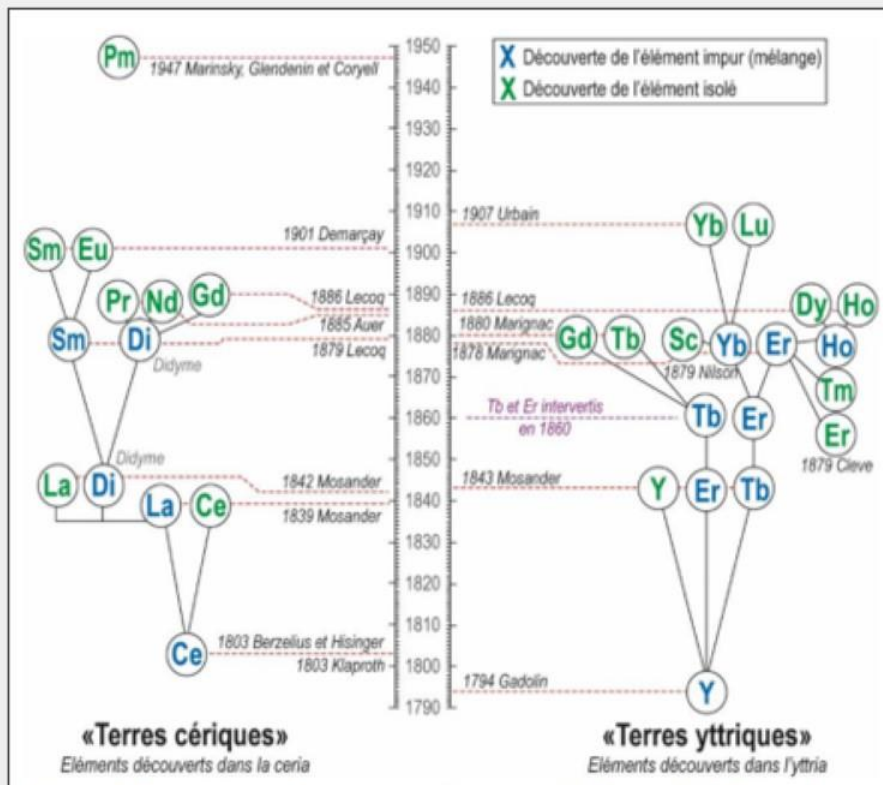 Pm
1947 Marinsky, Glendenin et Coryell
Sm
Eu
1901 Demarçay
Pr
Nd
Gd
1886 Lecoq
1885 Auer
Sm
Di
1879 Lecoq
Didyme
Didyme
La
Di
1842 Mosander
La
Ce
1839 Mosander
1803 Berzelius et Hisinger
Ce
1803 Klaproth
«Terres cériques»
Eléments découverts dans la ceria
1950
1940
1930
1920
1910
1900
1890
1880
1870
1860
1850
1840
1830
1820
1810
1800
1790
X Découverte de l'élément impur (mélange)
X Découverte de l'élément isolé
1907 Urbain
Yb
Lu
1886 Lecoq
Dy
Ho
1880 Marignac
Gd
Tb
Sc
Yb
Er
Ho
1878 Marignac
1879 Nilson
Tm
Tb et Er intervertis
en 1860
Tb
Er
Er
1879 Cleve
1843 Mosander
Y
Er
Tb
1794 Gadolin
Y
«Terres yttriques»
Eléments découverts dans l'yttria